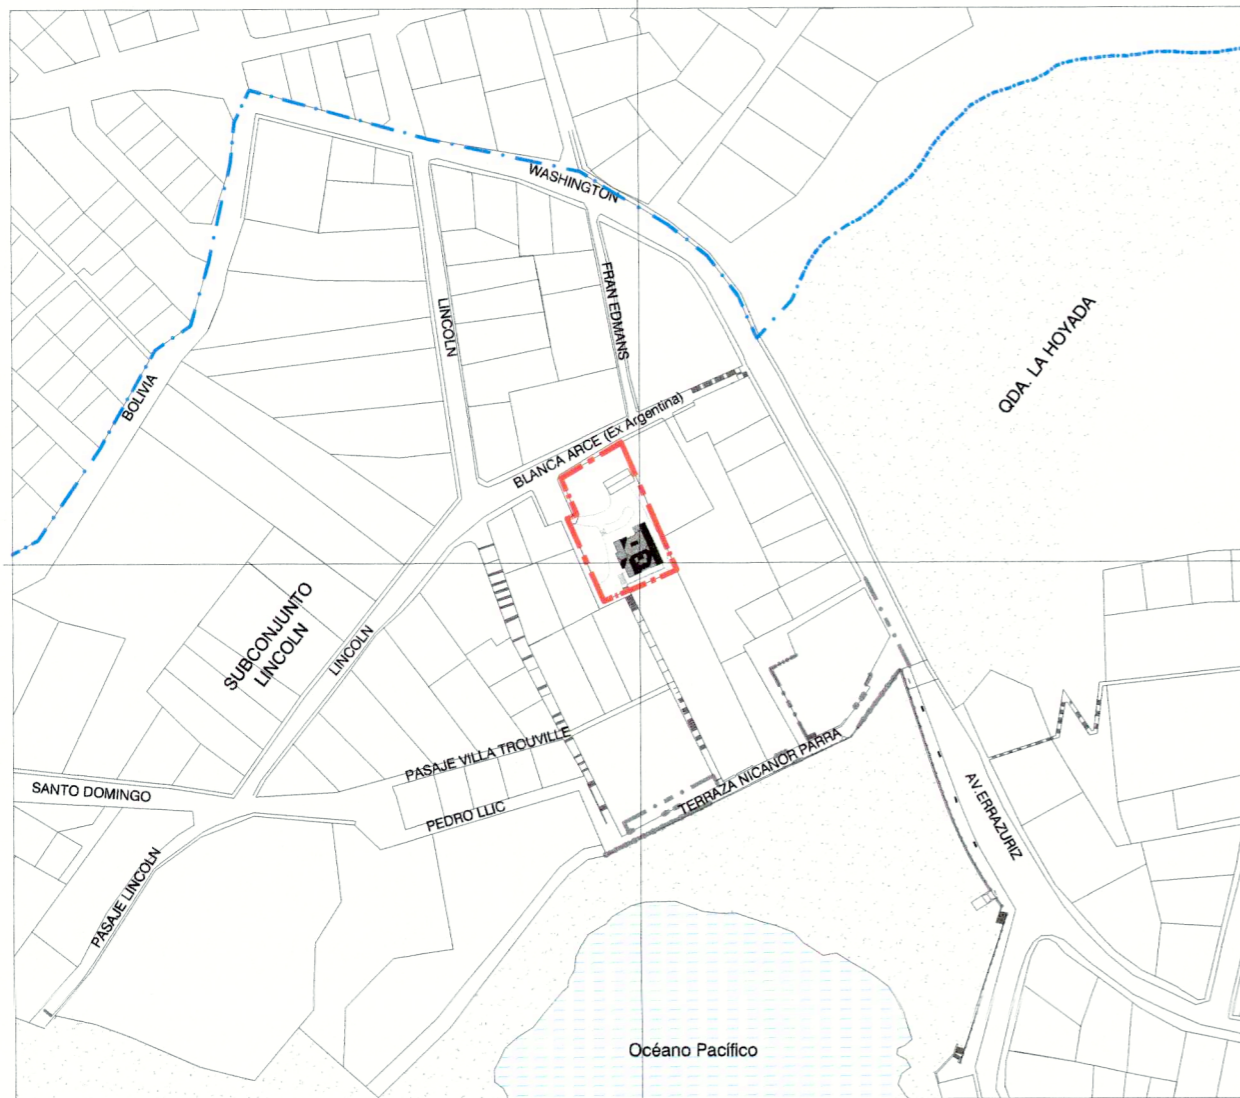 WASHINGTON
FRAN EDMANS
LINCOLN
QDA. LA HOYADA
BOLIVIA
BLANCA ARCE (Ex Argentina)
SUBCONJUNTO
LINCOLN
LINCOLN
PASAJE VILLA TROUVILLE
TERRAZA NICANOR PARRA
SANTO DOMINGO
PEDRO LLIC
AV.ERRAZURIZ
PASAJE LINCOLN
Océano Pacífico